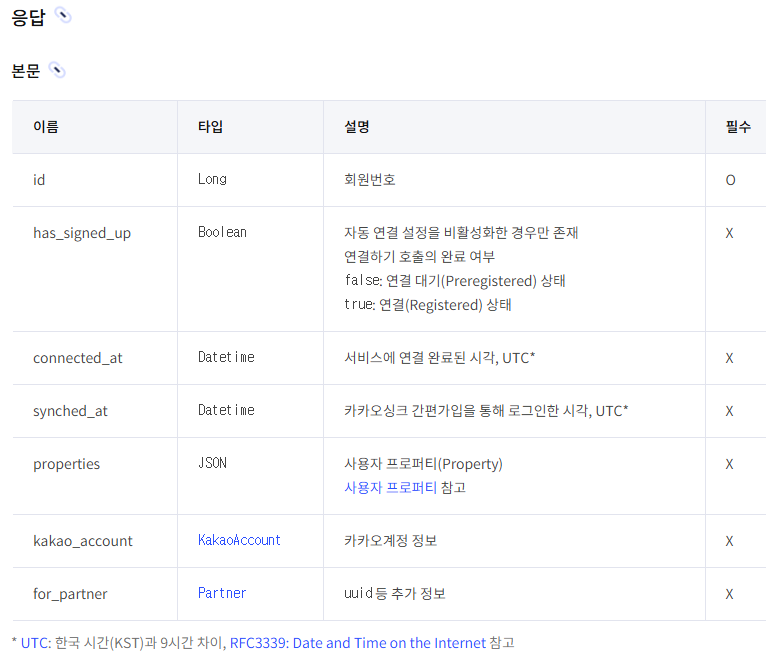 응답
본문
이름 타입 설명 필수
id Long 회원번호 O
has_signed_up Boolean 자동 연결 설정을 비활성화한 경우만 존재 X
연결하기 호출의 완료 여부
false: 연결 대기(Preregistered) 상태
true: 연결(Registered) 상태
connected_at Datetime 서비스에 연결 완료된 시각, UTC* X
synched_at Datetime 카카오싱크 간편가입을 통해 로그인한 시각, UTC* X
properties JSON 사용자 프로퍼티(Property) X
사용자 프로퍼티 참고
kakao_account KakaoAccount 카카오계정 정보 X
for_partner Partner uuid 등 추가 정보 X
* UTC: 한국 시간(KST)과 9시간 차이, RFC3339: Date and Time on the Internet 참고